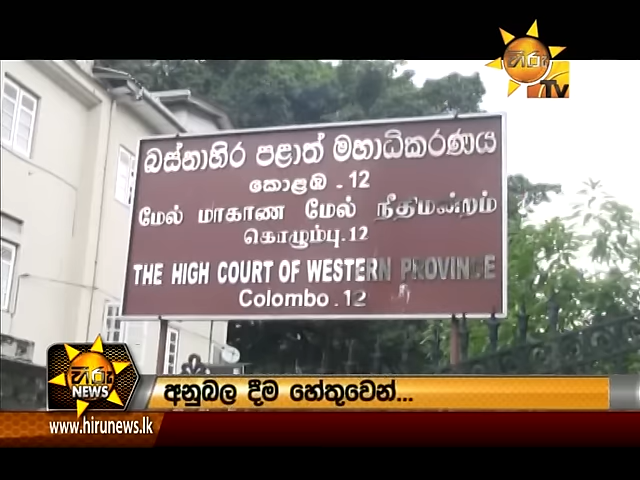 හිරු
TV
බස්නාහිර පළාත් මහාධිකරණය
කොළඹ - 12
மேல் மாகாண மேல் நீதிமன்றம்
கொழும்பு.12
THE HIGH COURT OF WESTERN PROVINCE
Colombo . 12
හිරු
NEWS
අනුබල දීම හේතුවෙන්...
www.hirunews.lk